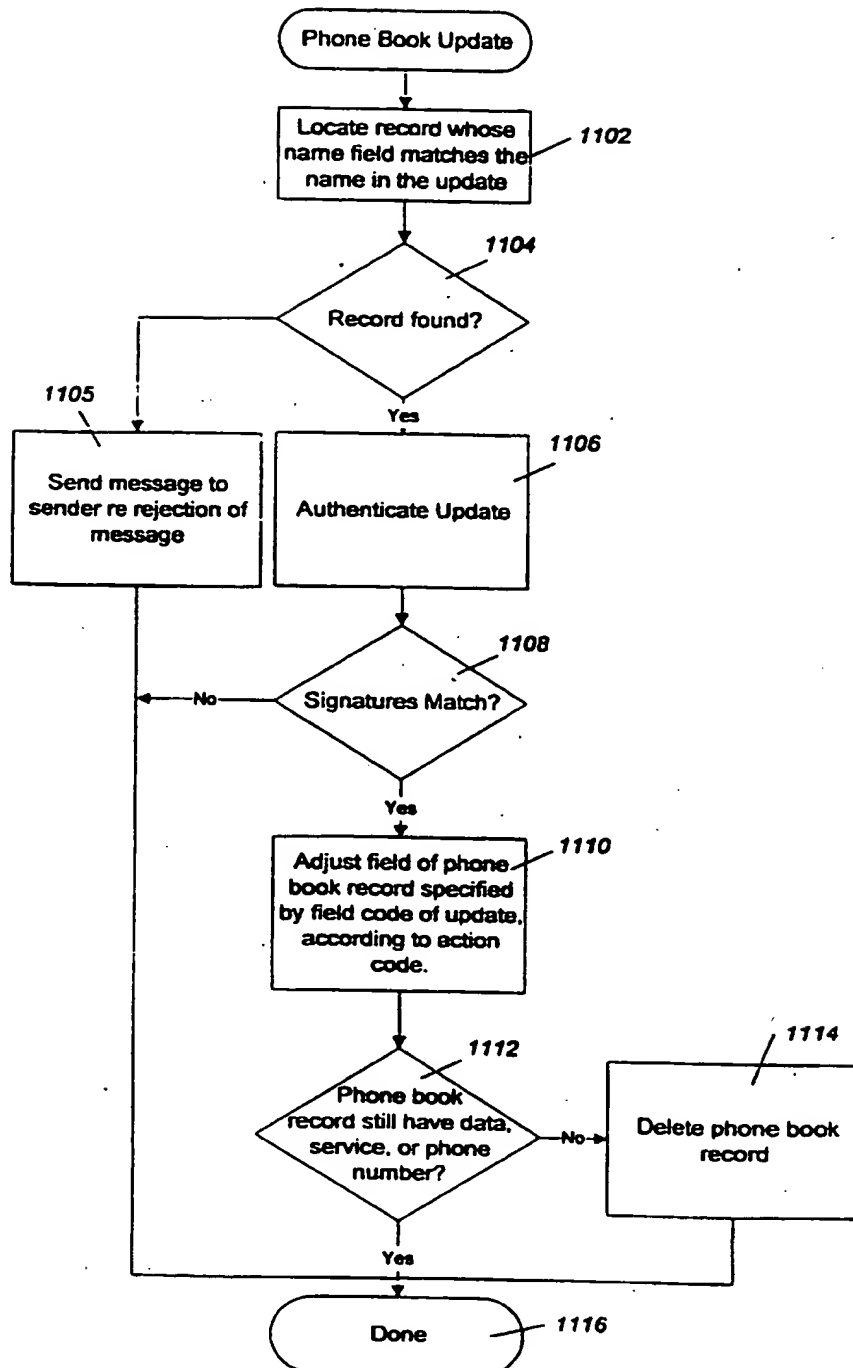 Phone Book Update
Locate record whose
name field matches the
name in the update
1102
1104
Record found?
Yes
1105
Send message to
sender re rejection of
message
1106
Authenticate Update
1108
Signatures Match?
No
Yes
1110
Adjust field of phone
book record specified
by field code of update,
according to action
code.
1112
Phone book
record still have data,
service, or phone
number?
No
1114
Delete phone book
record
Yes
Done
1116